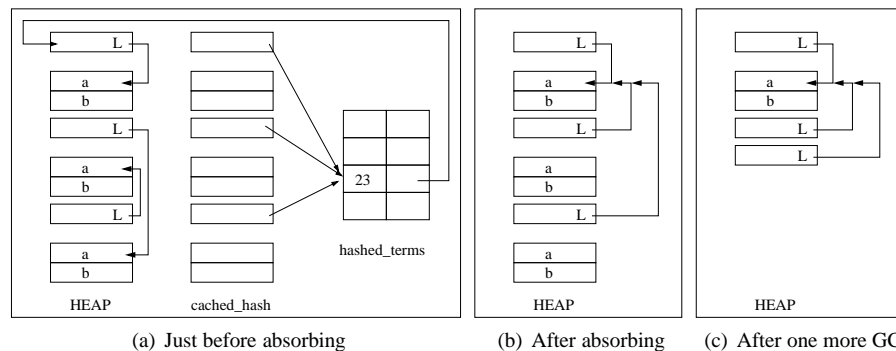 L
a
b
L
a
b
L
a
b
HEAP
cached_hash
23
hashed_terms
(a) Just before absorbing
L
a
b
L
a
b
L
a
b
HEAP
(b) After absorbing
L
a
b
L
L
HEAP
(c) After one more GC